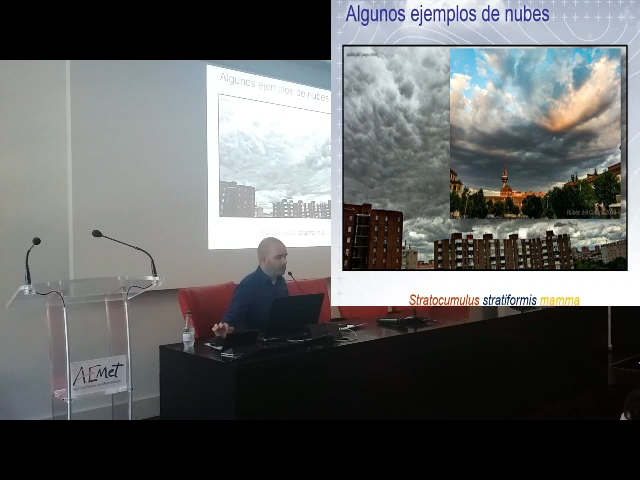 Algunos ejemplos de nubes
Algunos ejemplos de nubes
Stratocumulus stratiformis mamma
AEMet